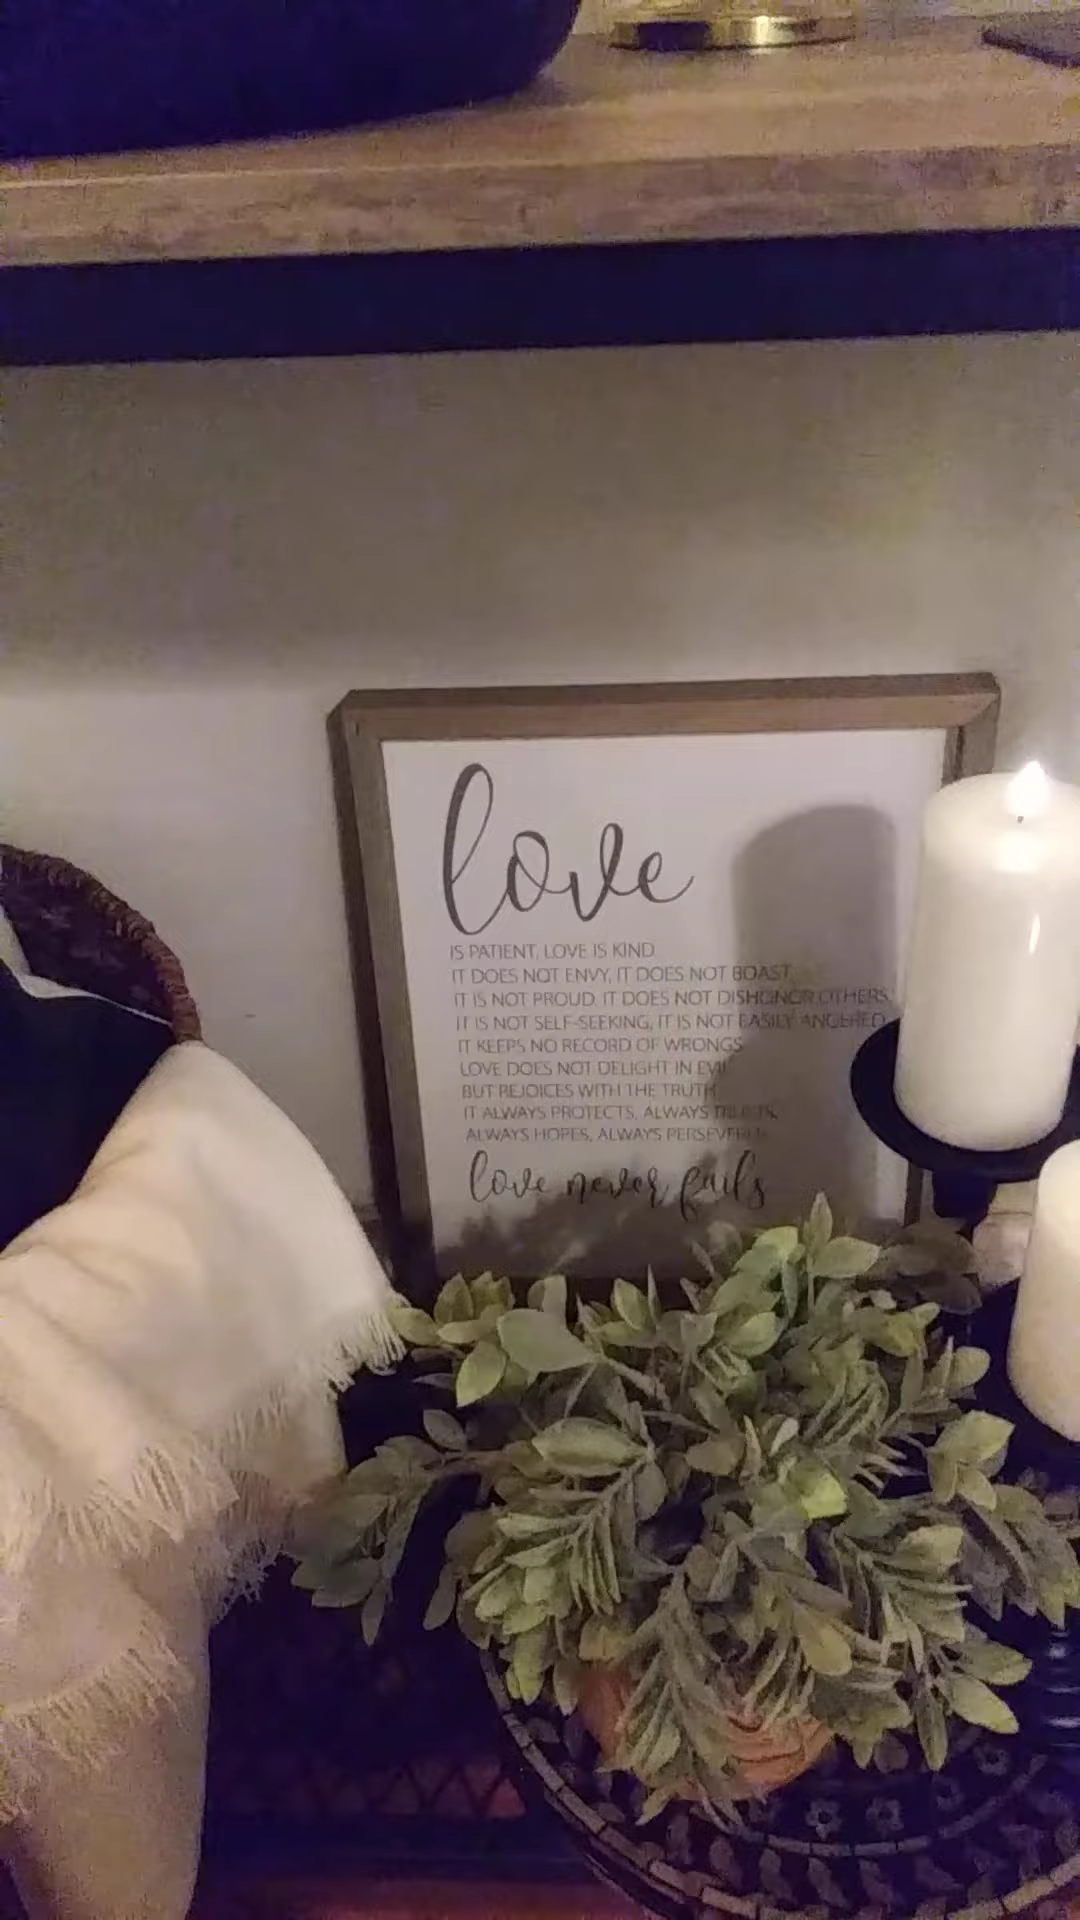 love
IS PATIENT, LOVE IS KIND.
IT DOES NOT ENVY, IT DOES NOT BOAST,
IT IS NOT PROUD. IT DOES NOT DISHONOR OTHERS,
IT IS NOT SELF-SEEKING, IT IS NOT EASILY ANGERED,
IT KEEPS NO RECORD OF WRONGS.
LOVE DOES NOT DELIGHT IN EVIL
BUT REJOICES WITH THE TRUTH.
IT ALWAYS PROTECTS, ALWAYS TRUSTS,
ALWAYS HOPES, ALWAYS PERSEVERES.
love never fails